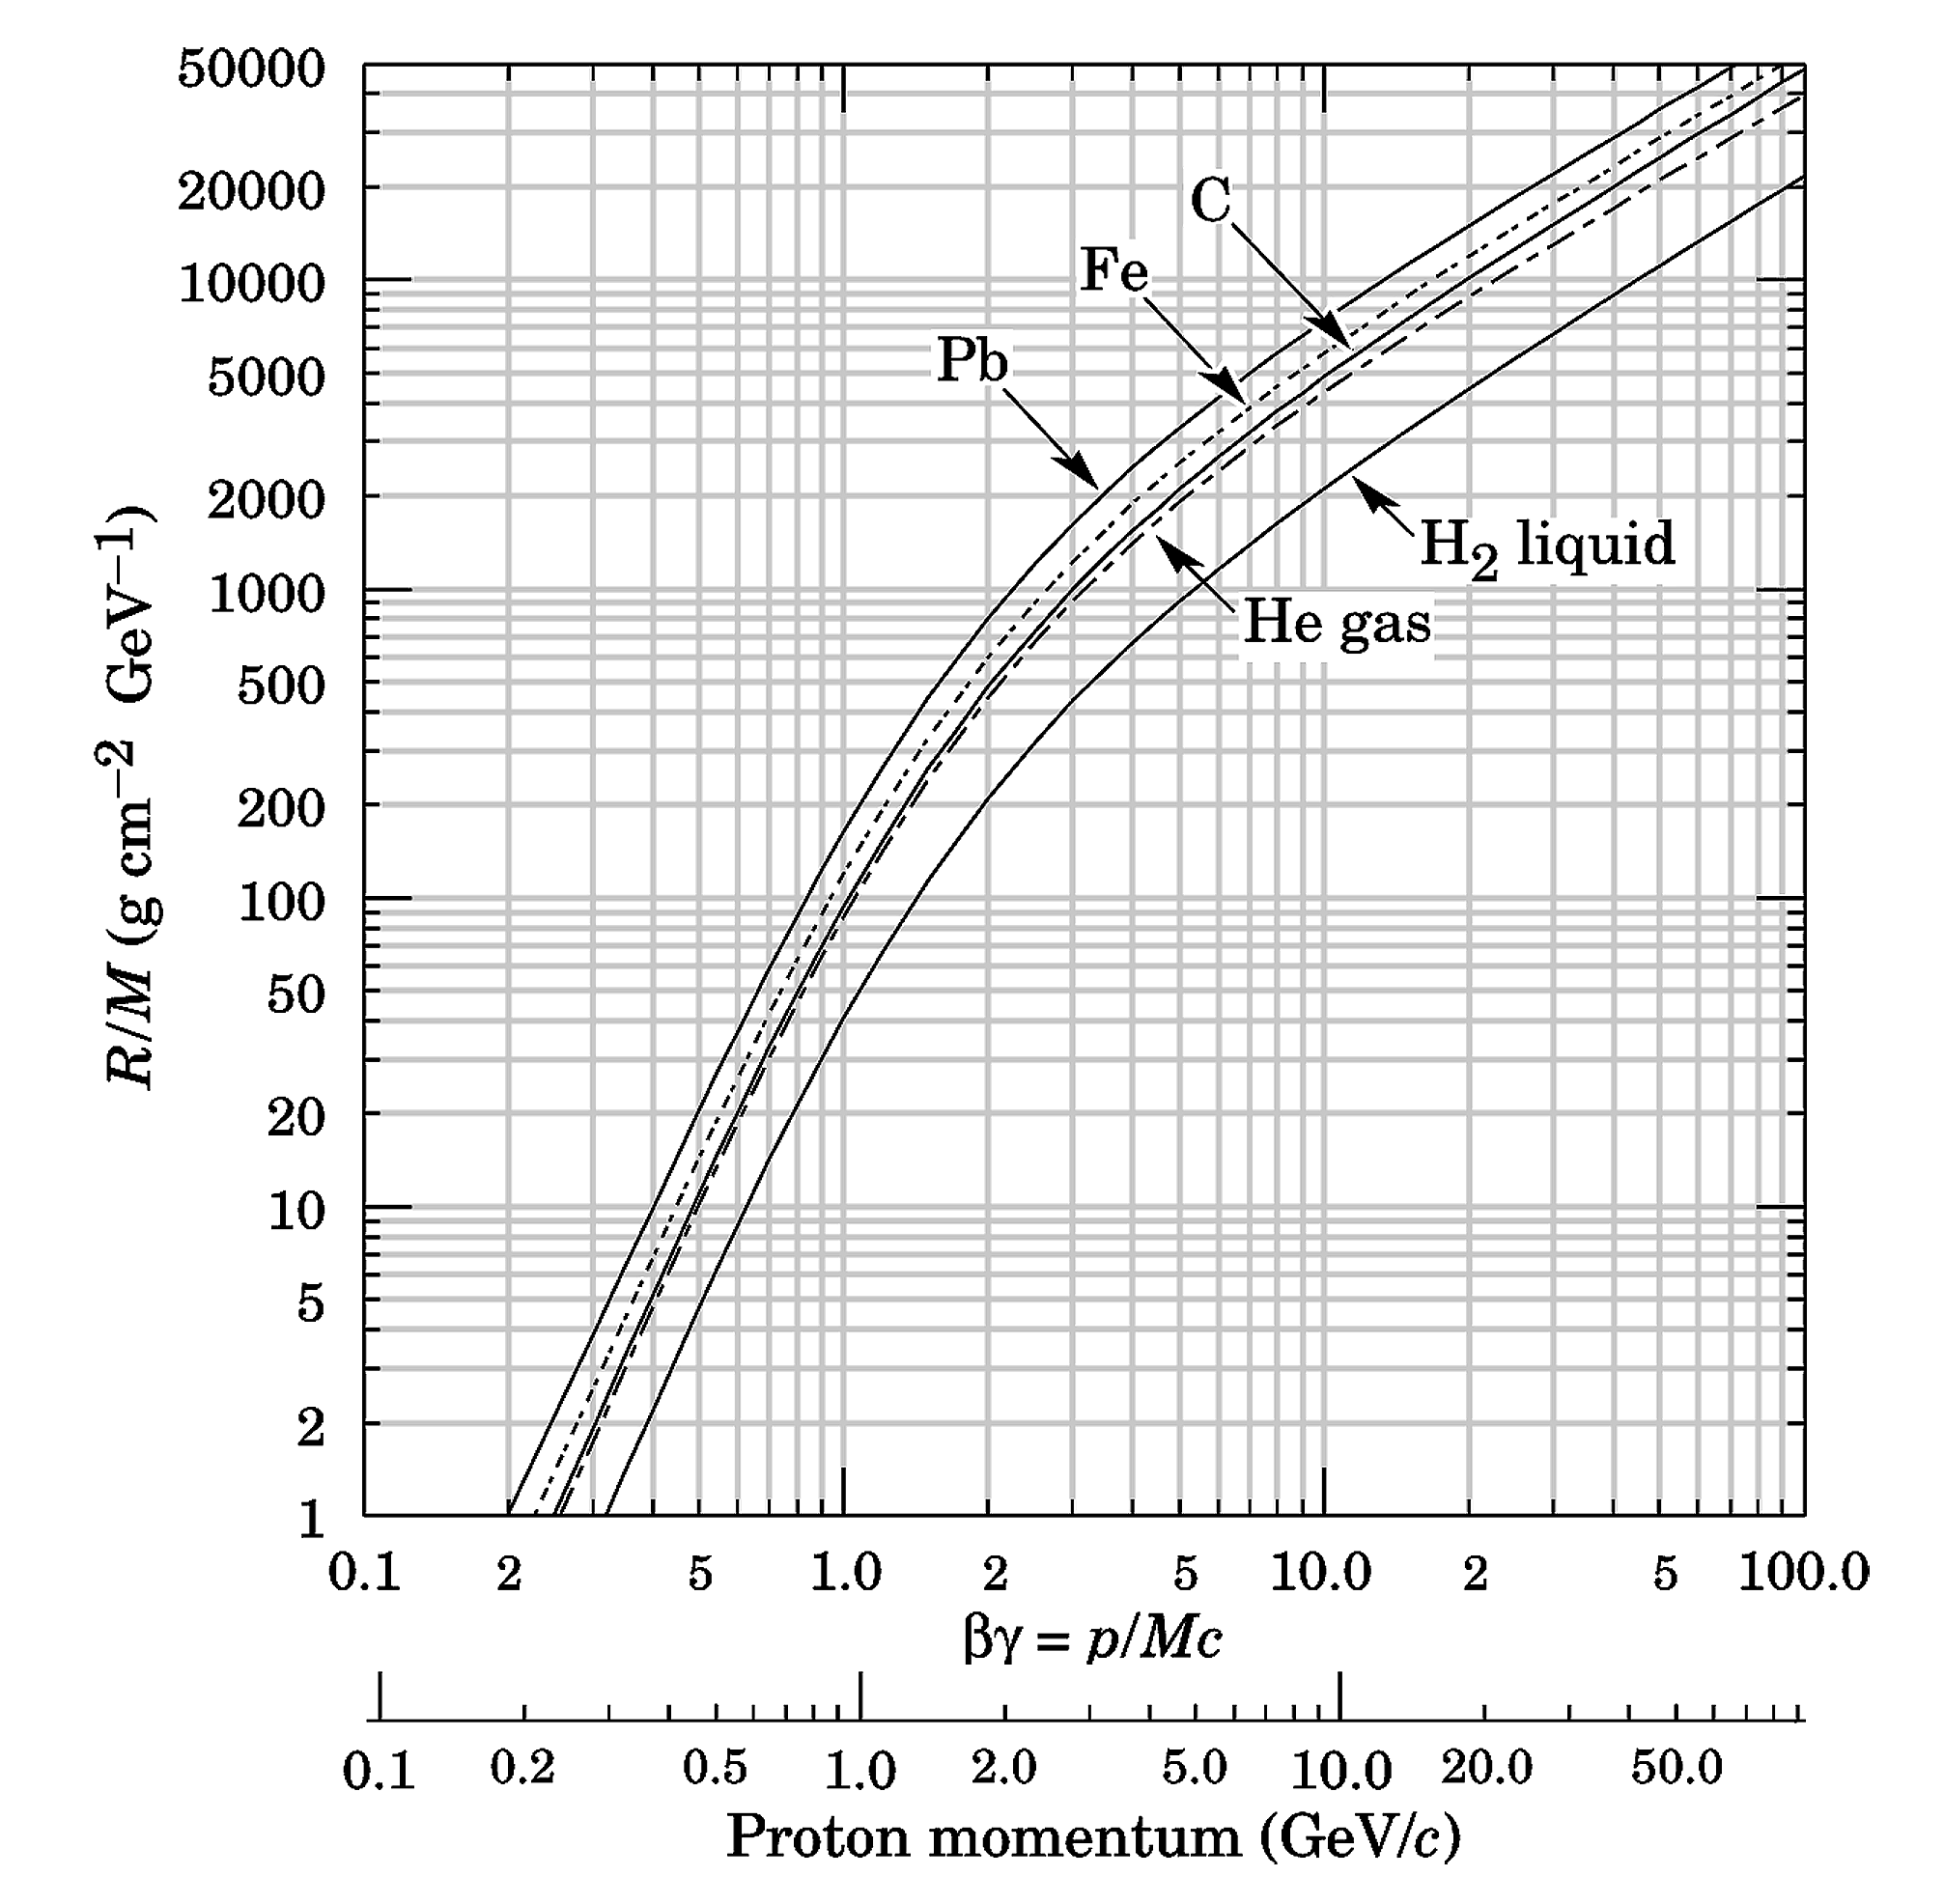 50000
20000
10000
5000
2000
1000
500
200
100
50
20
10
5
2
1
R/M (g cm⁻² GeV⁻¹)
C
Fe
Pb
H₂ liquid
He gas
0.1 2 5 1.0 2 5 10.0 2 5 100.0
βγ = p/Mc
0.1 0.2 0.5 1.0 2.0 5.0 10.0 20.0 50.0
Proton momentum (GeV/c)